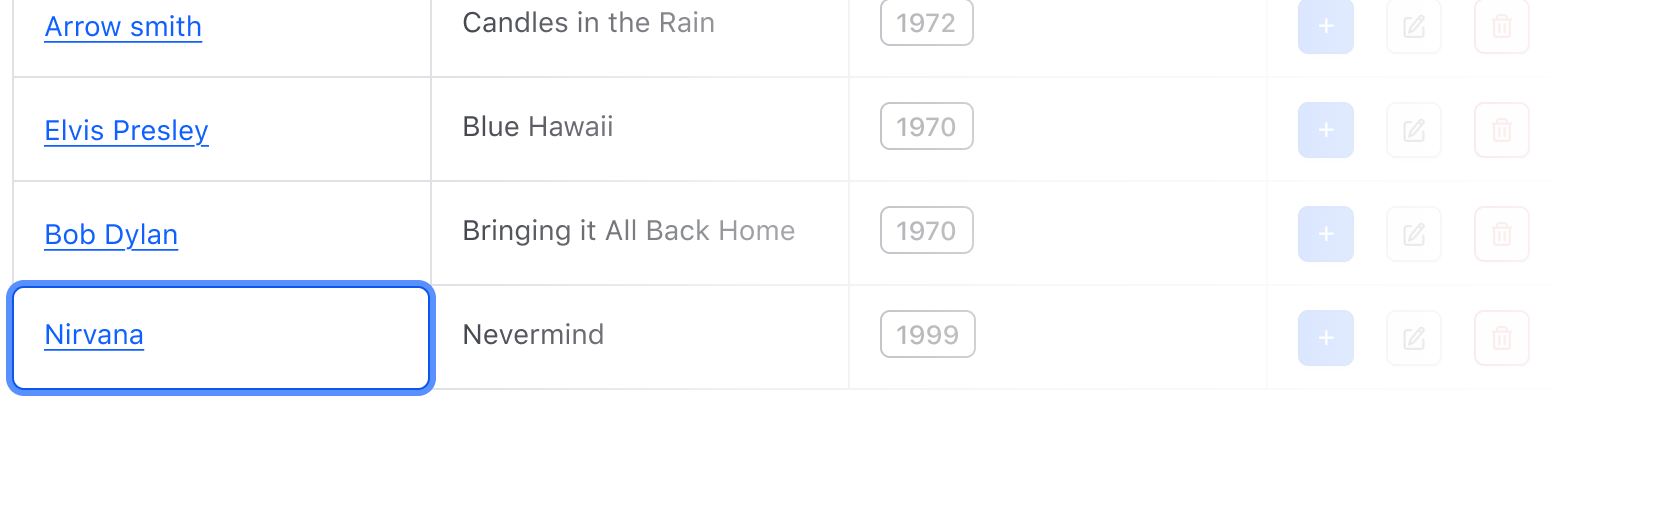 Arrow smith Candles in the Rain 1972
Elvis Presley Blue Hawaii 1970
Bob Dylan Bringing it All Back Home 1970
Nirvana Nevermind 1999